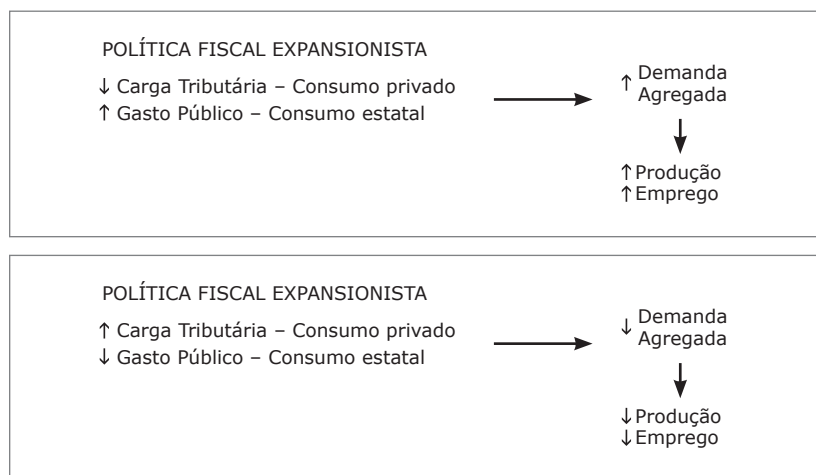 POLÍTICA FISCAL EXPANSIONISTA
↓ Carga Tributária – Consumo privado
↑ Gasto Público – Consumo estatal
↑ Demanda
Agregada
↑ Produção
↑ Emprego
POLÍTICA FISCAL EXPANSIONISTA
↑ Carga Tributária – Consumo privado
↓ Gasto Público – Consumo estatal
↓ Demanda
Agregada
↓ Produção
↓ Emprego